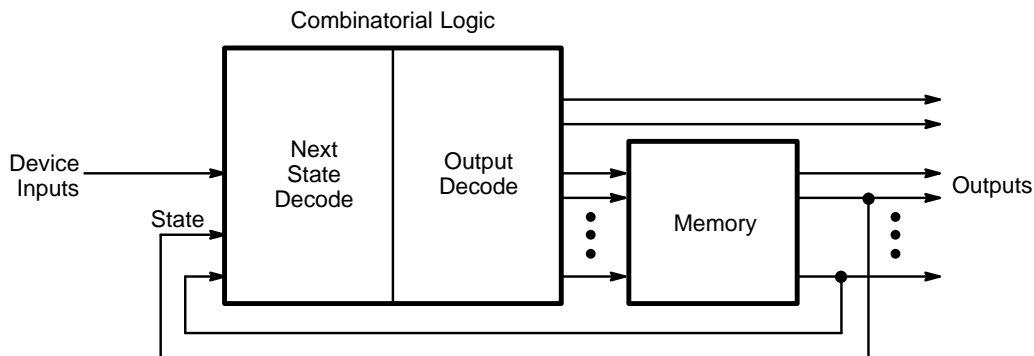 Combinatorial Logic
Device
Inputs
State
Next
State
Decode
Output
Decode
Memory
Outputs